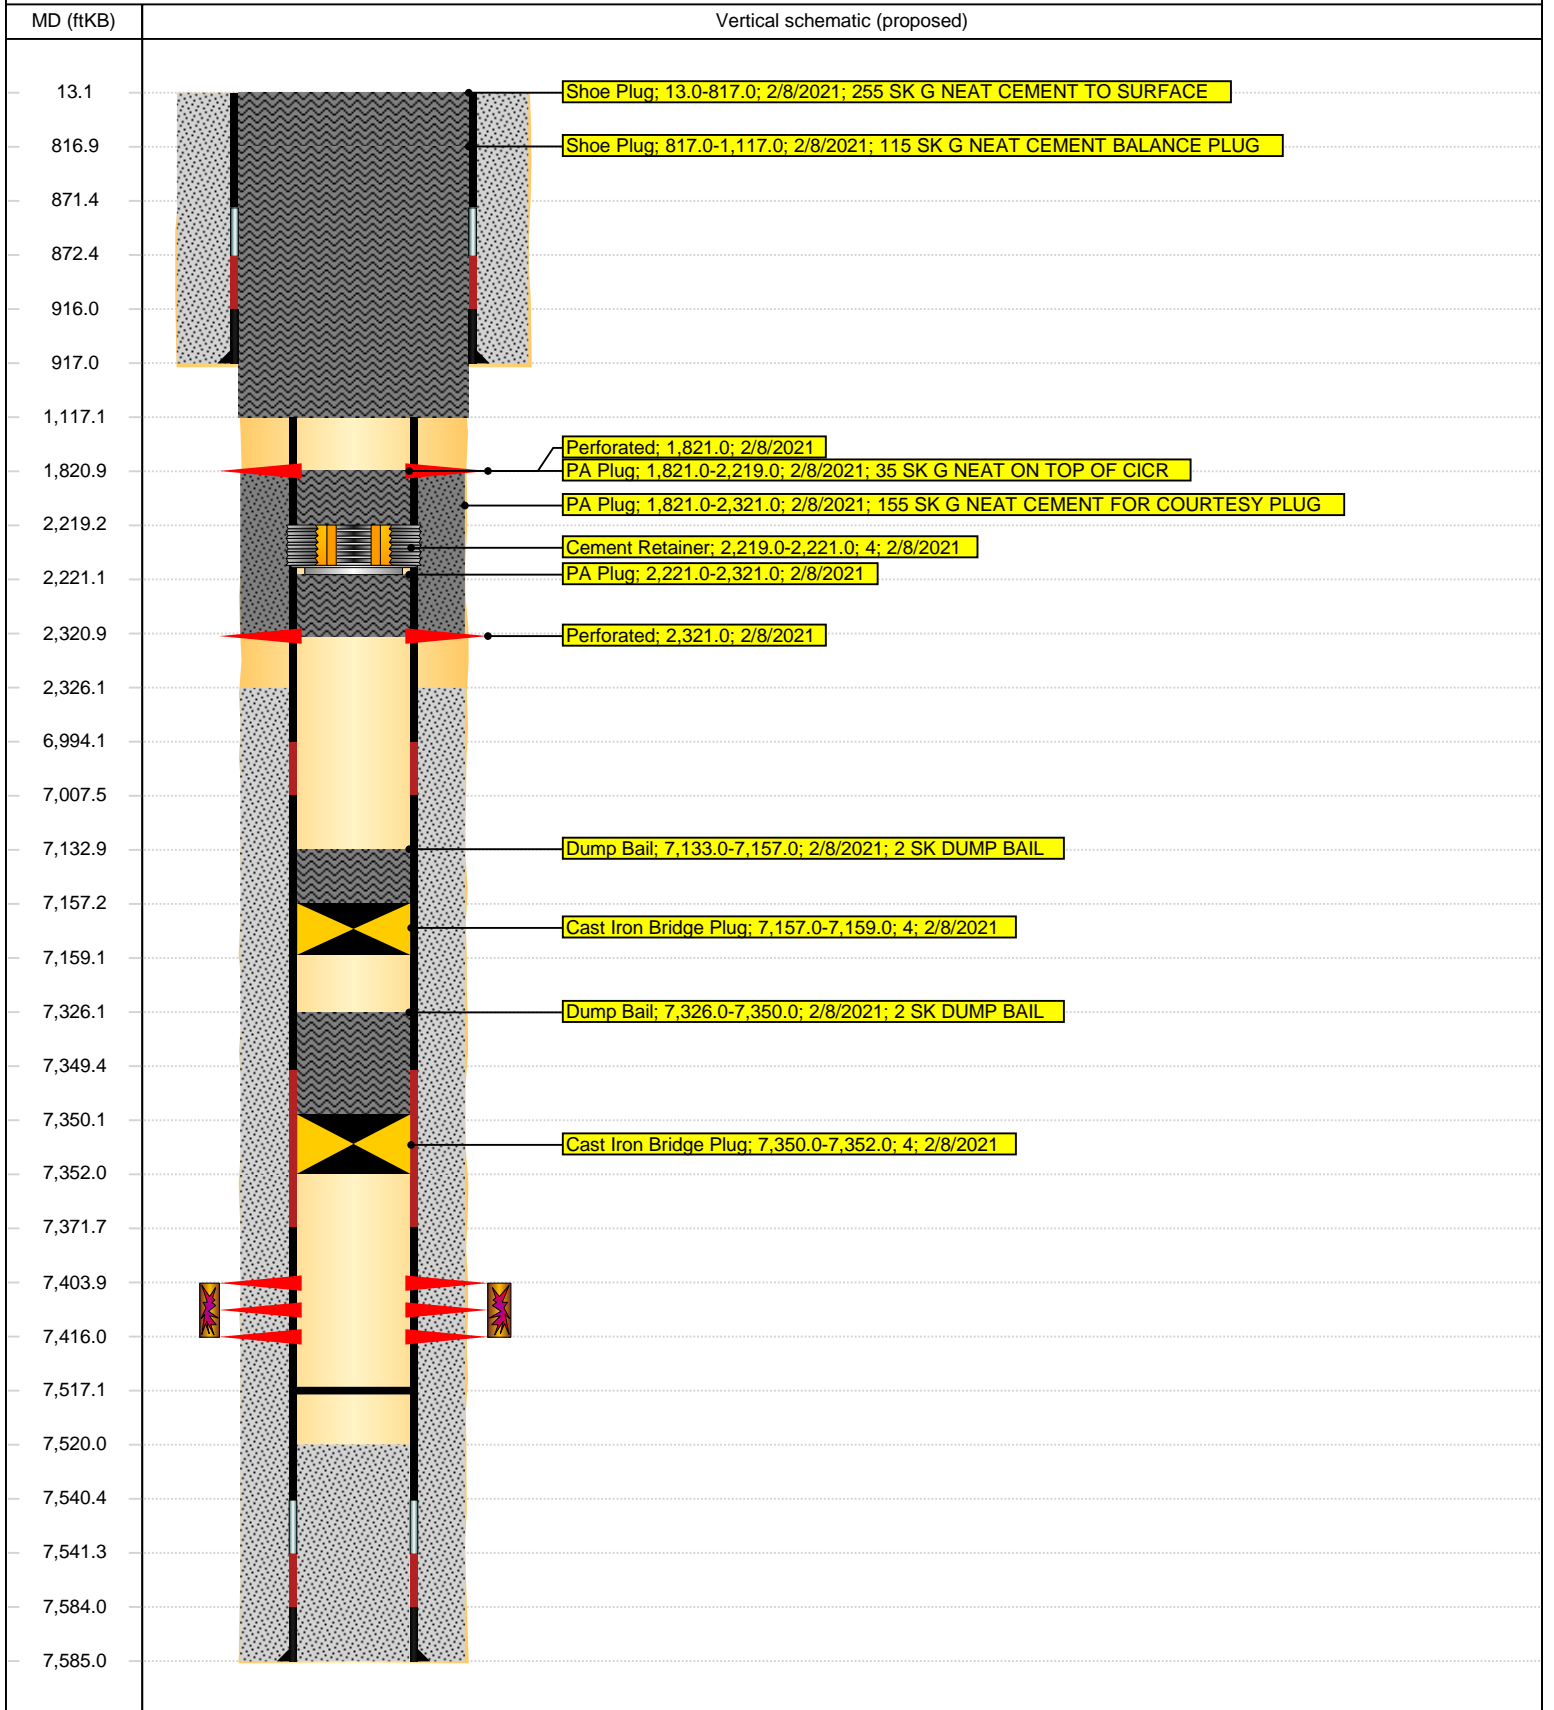 MD (ftKB)
Vertical schematic (proposed)
13.1
Shoe Plug; 13.0-817.0; 2/8/2021; 255 SK G NEAT CEMENT TO SURFACE
816.9
Shoe Plug; 817.0-1,117.0; 2/8/2021; 115 SK G NEAT CEMENT BALANCE PLUG
871.4
872.4
916.0
917.0
1,117.1
Perforated; 1,821.0; 2/8/2021
1,820.9
PA Plug; 1,821.0-2,219.0; 2/8/2021; 35 SK G NEAT ON TOP OF CICR
PA Plug; 1,821.0-2,321.0; 2/8/2021; 155 SK G NEAT CEMENT FOR COURTESY PLUG
2,219.2
Cement Retainer; 2,219.0-2,221.0; 4; 2/8/2021
PA Plug; 2,221.0-2,321.0; 2/8/2021
2,221.1
2,320.9
Perforated; 2,321.0; 2/8/2021
2,326.1
6,994.1
7,007.5
7,132.9
Dump Bail; 7,133.0-7,157.0; 2/8/2021; 2 SK DUMP BAIL
7,157.2
Cast Iron Bridge Plug; 7,157.0-7,159.0; 4; 2/8/2021
7,159.1
7,326.1
Dump Bail; 7,326.0-7,350.0; 2/8/2021; 2 SK DUMP BAIL
7,349.4
7,350.1
Cast Iron Bridge Plug; 7,350.0-7,352.0; 4; 2/8/2021
7,352.0
7,371.7
7,403.9
7,416.0
7,517.1
7,520.0
7,540.4
7,541.3
7,584.0
7,585.0